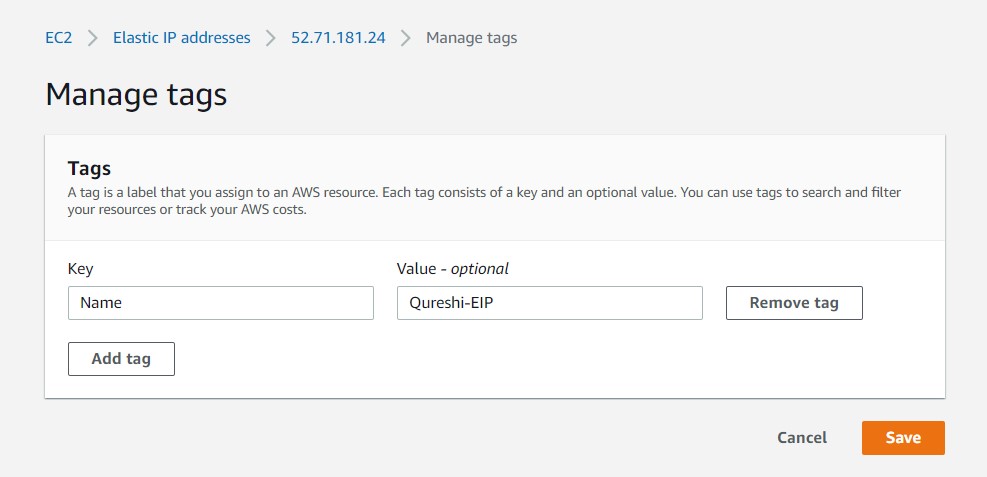 EC2 > Elastic IP addresses > 52.71.181.24 > Manage tags
Manage tags
Tags
A tag is a label that you assign to an AWS resource. Each tag consists of a key and an optional value. You can use tags to search and filter
your resources or track your AWS costs.
Key Value - optional
Name Qureshi-EIP Remove tag
Add tag
Cancel Save